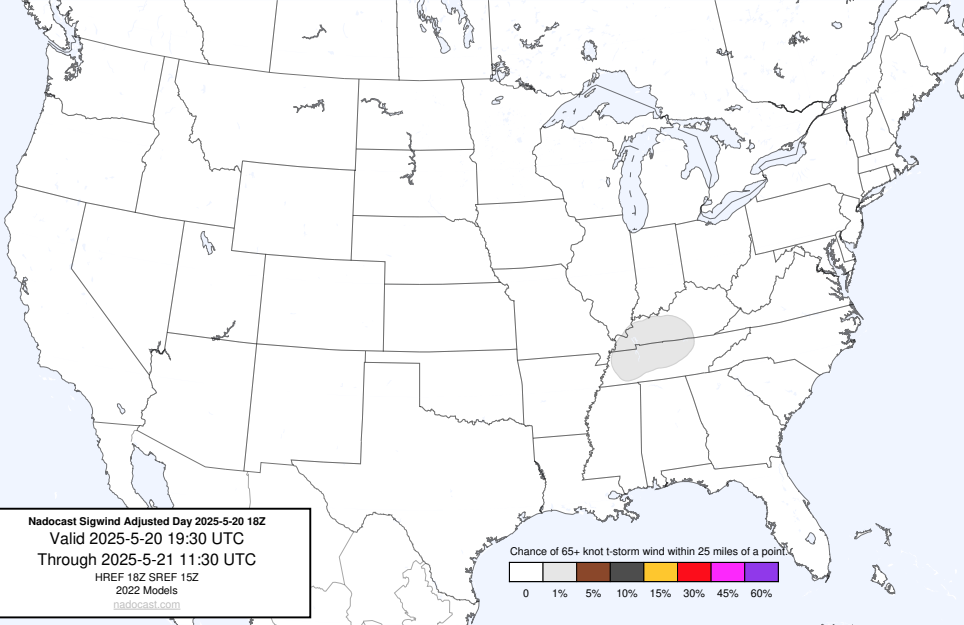 Nadocast Sigwind Adjusted Day 2025-5-20 18Z
Valid 2025-5-20 19:30 UTC
Through 2025-5-21 11:30 UTC
HREF 18Z SREF 15Z
2022 Models
nadocast.com
Chance of 65+ knot t-storm wind within 25 miles of a point.
0 1% 5% 10% 15% 30% 45% 60%